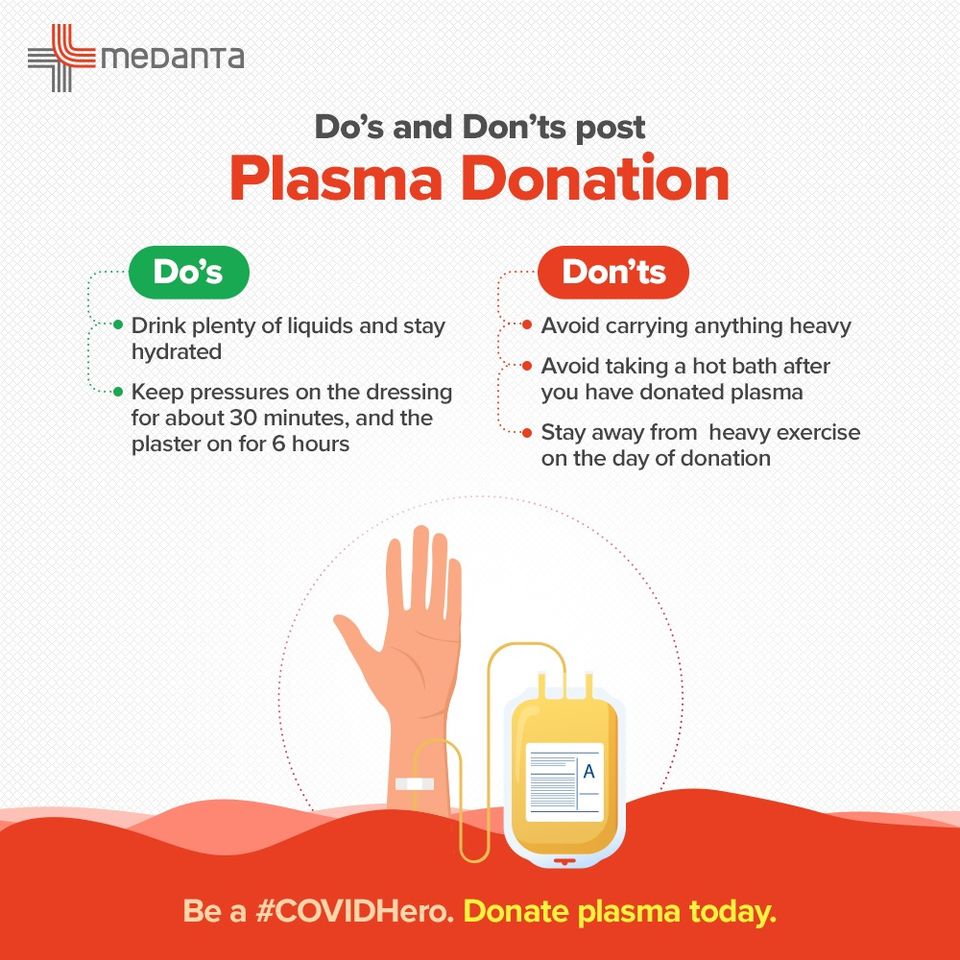 medanta
Do's and Don'ts post
Plasma Donation
Do's
Drink plenty of liquids and stay
hydrated
Keep pressures on the dressing
for about 30 minutes, and the
plaster on for 6 hours
Don'ts
Avoid carrying anything heavy
Avoid taking a hot bath after
you have donated plasma
Stay away from  heavy exercise
on the day of donation
A
Be a #COVIDHero. Donate plasma today.